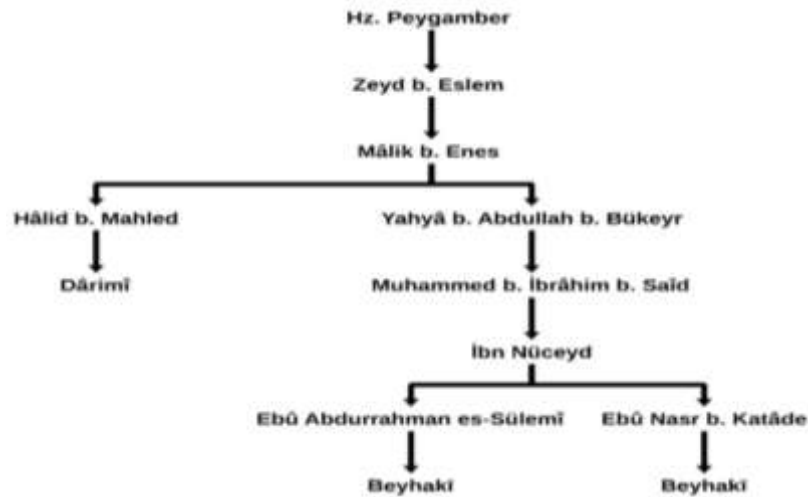 Hz. Peygamber
Zeyd b. Eslem
Mâlik b. Enes
Hâlid b. Mahled
Yahyâ b. Abdullah b. Bükeyr
Dârimî
Muhammed b. İbrâhim b. Saîd
İbn Nüceyd
Ebû Abdurrahman es-Sülemî
Ebû Nasr b. Katâde
Beyhakî
Beyhakî